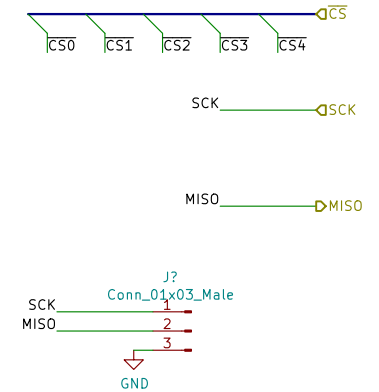 CS
CS0 CS1 CS2 CS3 CS4
SCK SCK
MISO MISO
J?
Conn_01x03_Male
SCK 1
MISO 2
3
GND